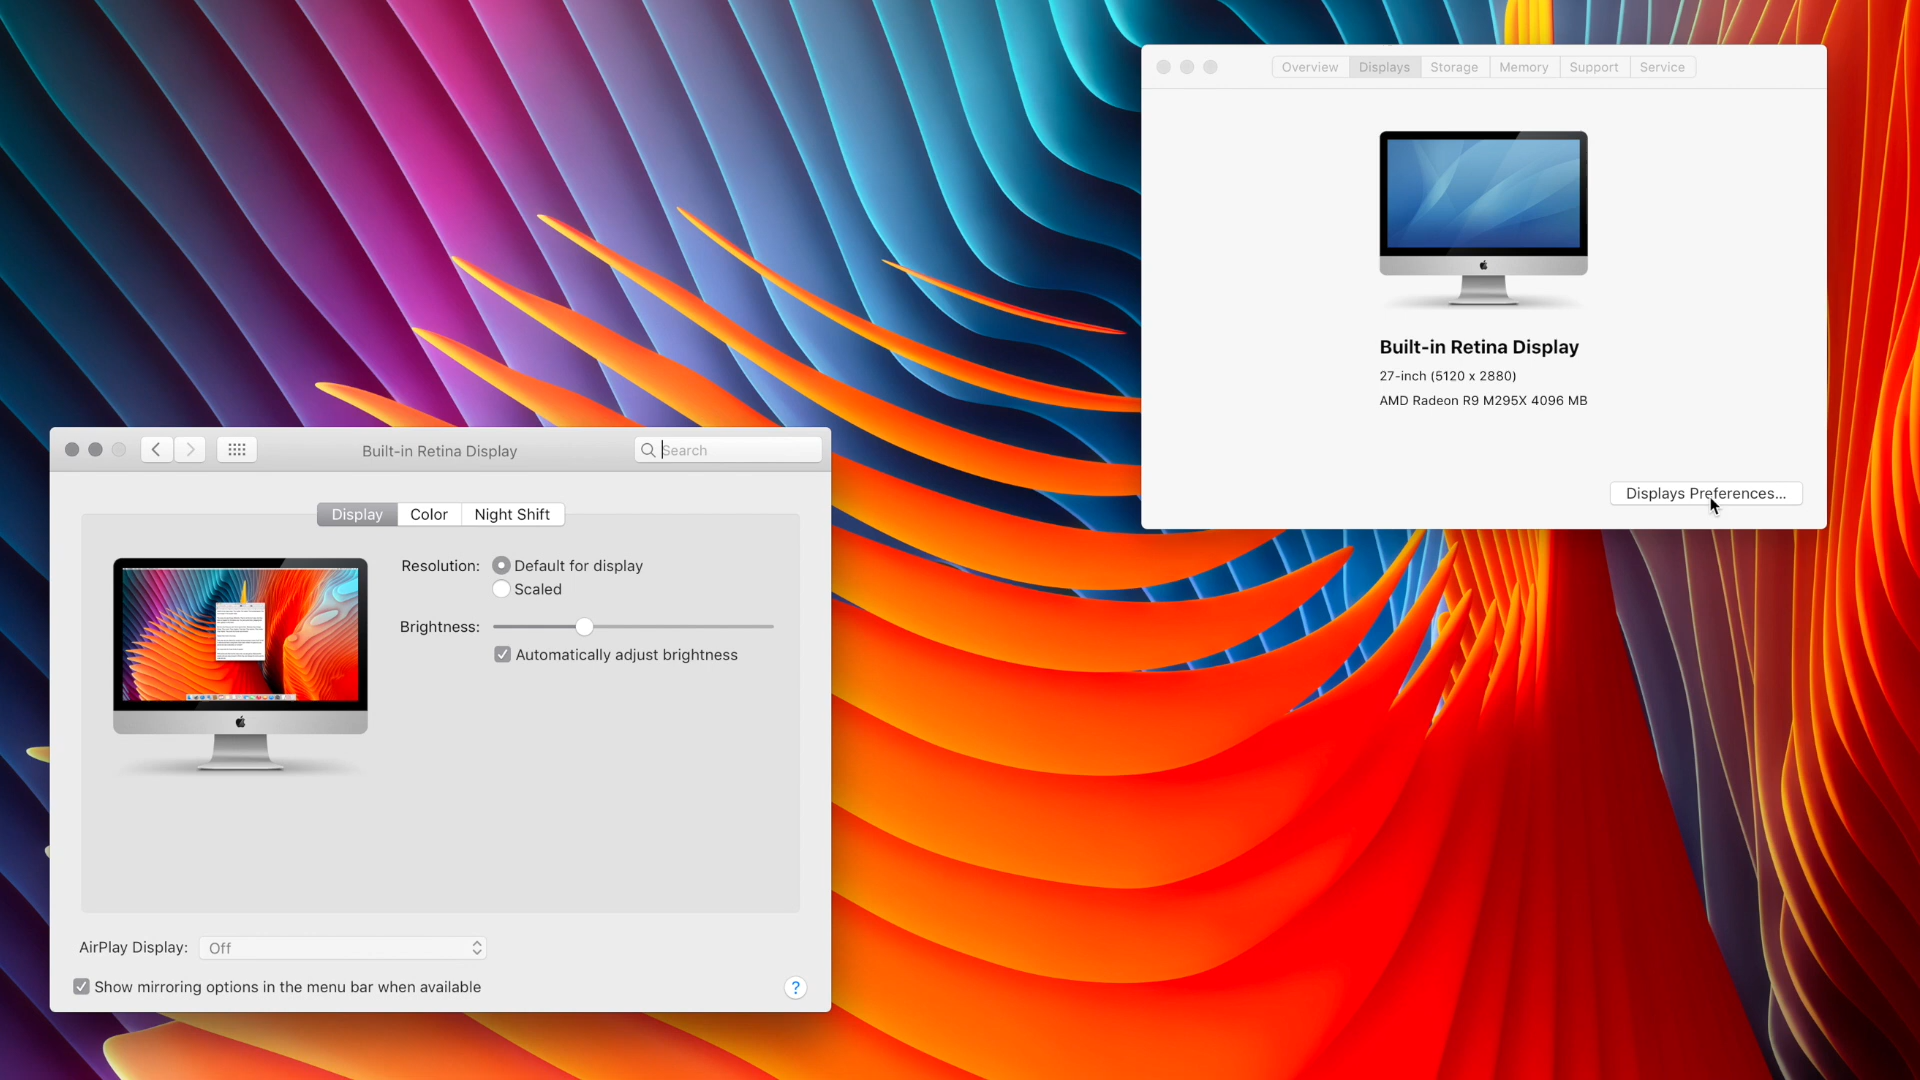 Overview Displays Storage Memory Support Service
Built-in Retina Display
27-inch (5120 x 2880)
AMD Radeon R9 M295X 4096 MB
Displays Preferences...
Built-in Retina Display
Search
Display Color Night Shift
Resolution: Default for display
Scaled
Brightness:
Automatically adjust brightness
AirPlay Display: Off
Show mirroring options in the menu bar when available
?